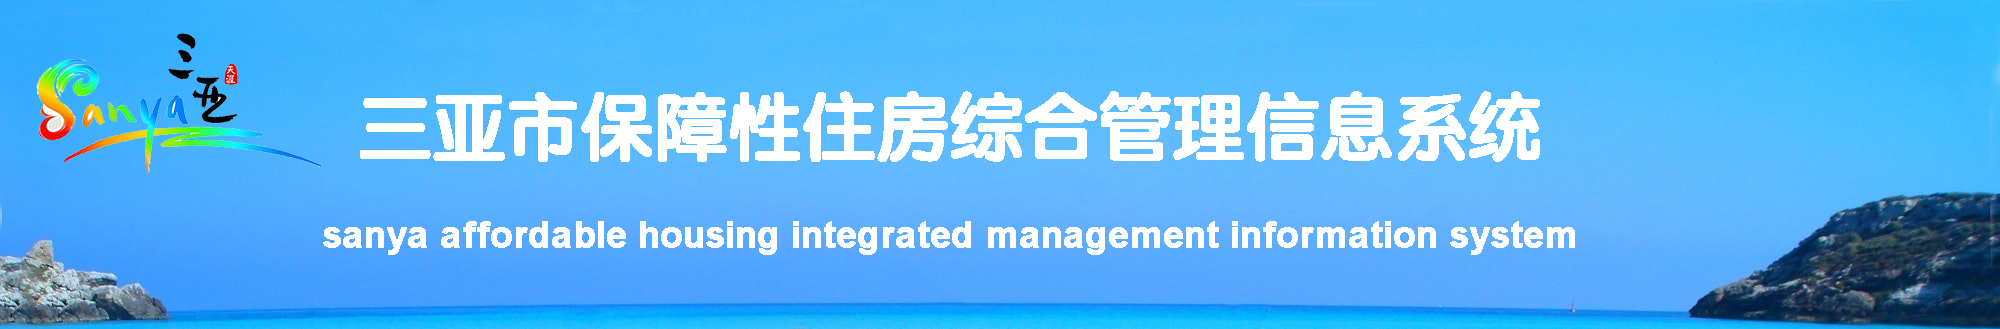 Sanya
三亚
天涯
三亚市保障性住房综合管理信息系统
sanya affordable housing integrated management information system